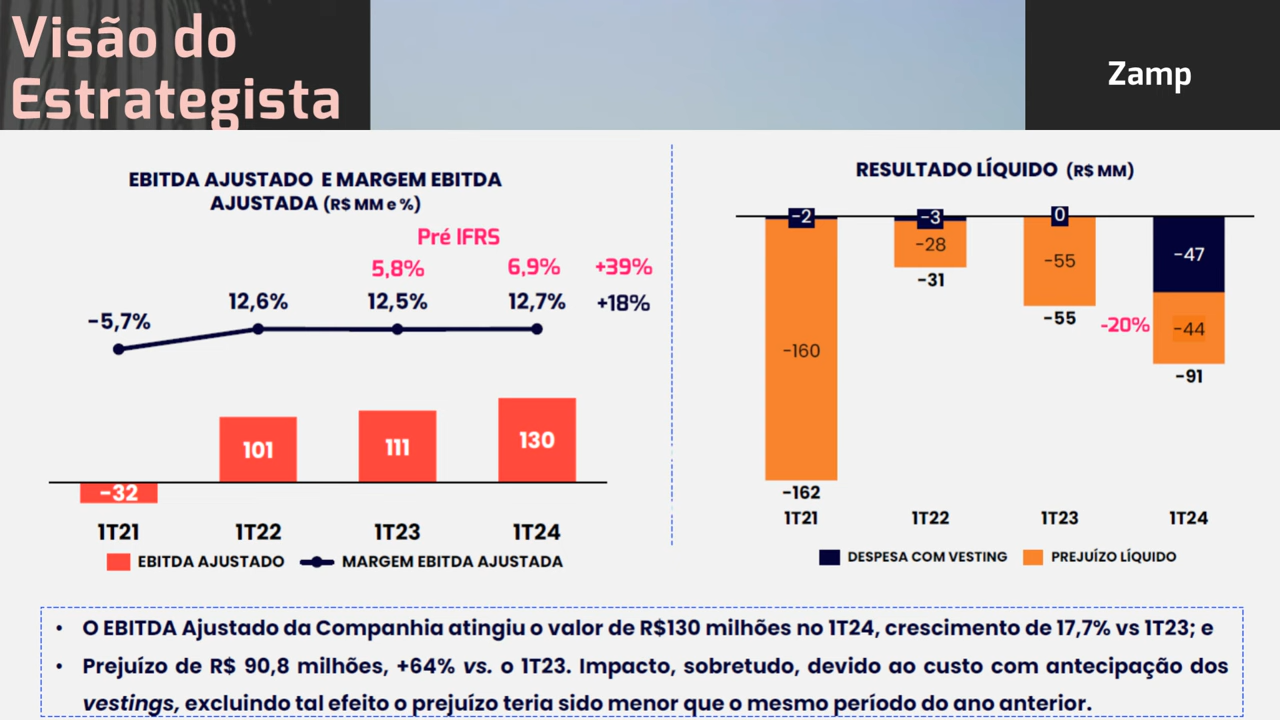 Visão do
Estrategista
Zamp
EBITDA AJUSTADO E MARGEM EBITDA
AJUSTADA (R$ MM e %)
Pré IFRS
5,8% 6,9% +39%
-5,7% 12,6% 12,5% 12,7% +18%
-32 101 111 130
1T21 1T22 1T23 1T24
EBITDA AJUSTADO MARGEM EBITDA AJUSTADA
RESULTADO LÍQUIDO (R$ MM)
-2 -3 0 -47
-160 -28 -55 -44
-162 -31 -55 -20% -91
1T21 1T22 1T23 1T24
DESPESA COM VESTING PREJUÍZO LÍQUIDO
• O EBITDA Ajustado da Companhia atingiu o valor de R$130 milhões no 1T24, crescimento de 17,7% vs 1T23; e
• Prejuízo de R$ 90,8 milhões, +64% vs. o 1T23. Impacto, sobretudo, devido ao custo com antecipação dos
vestings, excluindo tal efeito o prejuízo teria sido menor que o mesmo período do ano anterior.